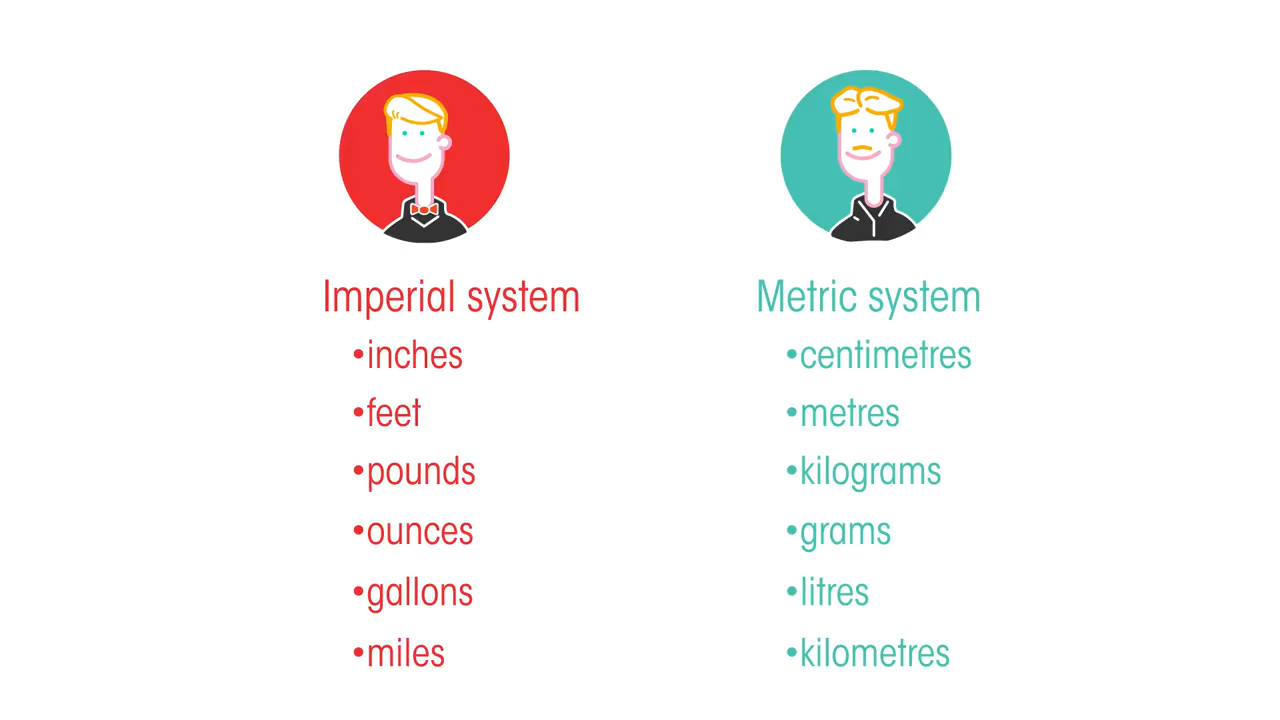 Imperial system
•inches
•feet
•pounds
•ounces
•gallons
•miles
Metric system
•centimetres
•metres
•kilograms
•grams
•litres
•kilometres